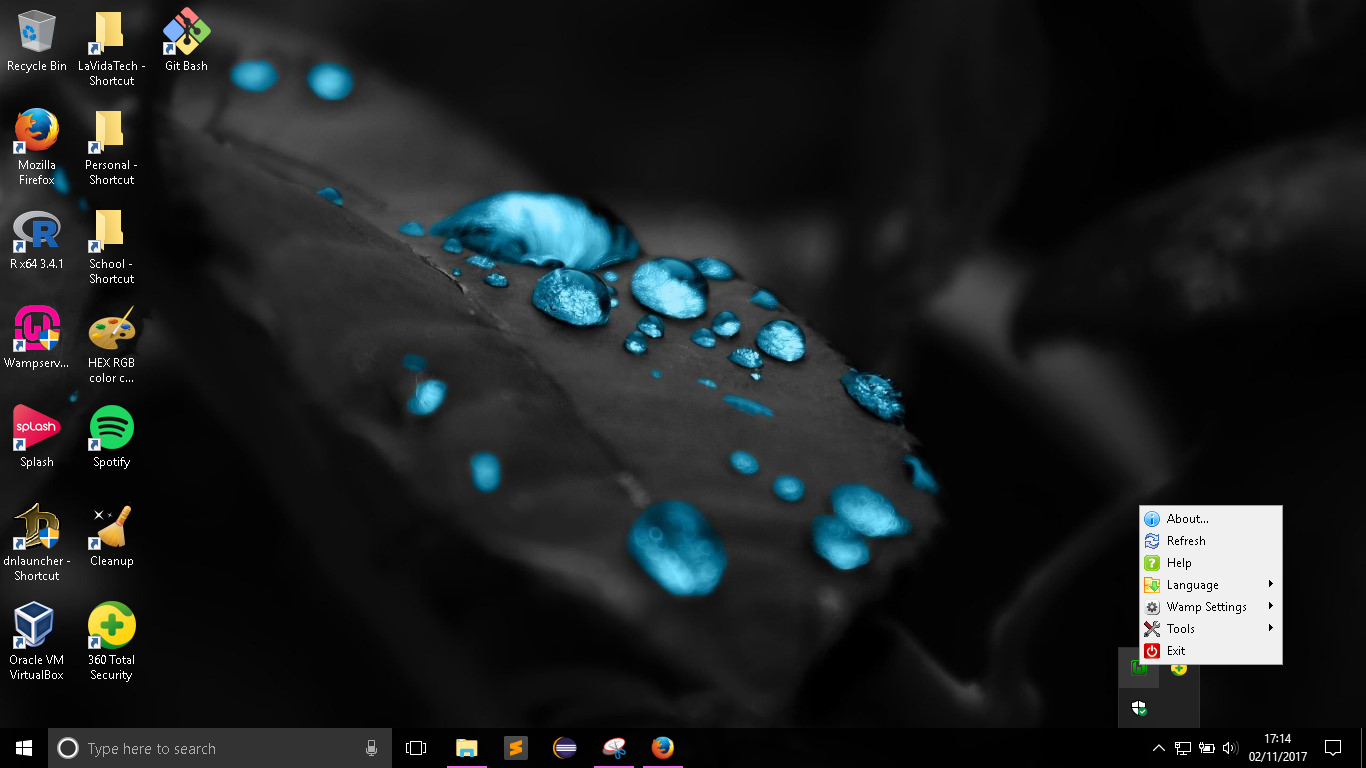 Recycle Bin
LaVidaTech -
Shortcut
Git Bash
Mozilla
Firefox
Personal -
Shortcut
R x64 3.4.1
School -
Shortcut
Wampserv...
HEX RGB
color c...
splash
Splash
Spotify
dnlauncher -
Shortcut
Cleanup
Oracle VM
VirtualBox
360 Total
Security
About...
Refresh
Help
Language
Wamp Settings
Tools
Exit
Type here to search
17:14
02/11/2017